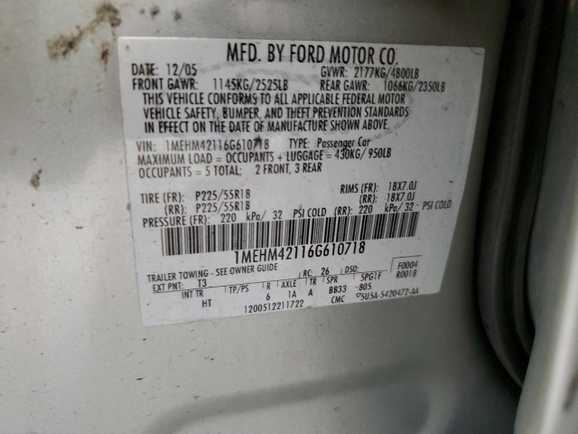 MFD. BY FORD MOTOR CO.
DATE: 12/05 GVWR: 2177KG/4800LB
FRONT GAWR: 1145KG/2525LB REAR GAWR: 1066KG/2350LB
THIS VEHICLE CONFORMS TO ALL APPLICABLE FEDERAL MOTOR
VEHICLE SAFETY, BUMPER, AND THEFT PREVENTION STANDARDS
IN EFFECT ON THE DATE OF MANUFACTURE SHOWN ABOVE.
VIN: 1MEHM42116G610718 TYPE: Passenger Car
MAXIMUM LOAD = OCCUPANTS + LUGGAGE = 430KG/950LB
OCCUPANTS = 5 TOTAL: 2 FRONT, 3 REAR
TIRE (FR): P225/55R18 RIMS (FR): 18X7.0J
(RR): P225/55R18 (RR): 18X7.0J
PRESSURE (FR): 220 kPa/ 32 PSI COLD (RR): 220 kPa/ 32 PSI COLD
1MEHM42116G610718
TRAILER TOWING - SEE OWNER GUIDE
EXT PNT: T3 RC: 26 DSO: F0004
INT TR TP/PS R AXLE TR SPR SPGTF R0018
HT 6 1A A BB33 805
1200512211722 CMC 5U5A-5420472-AA